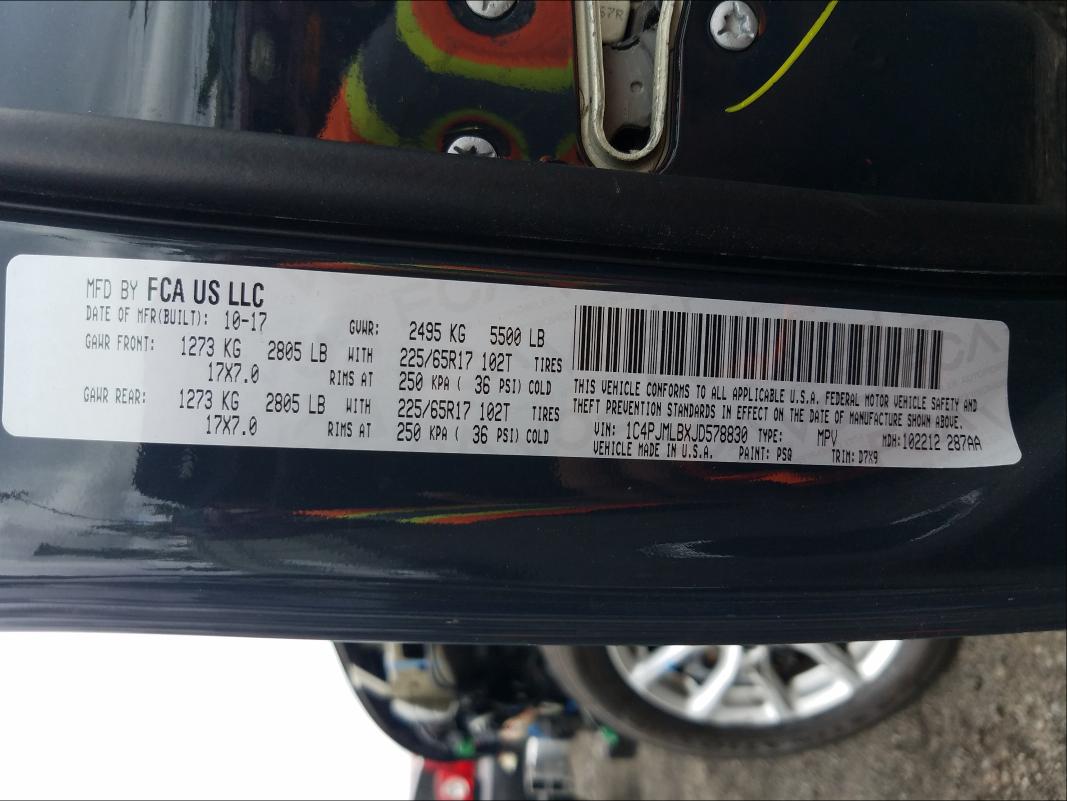 67R
MFD BY FCA US LLC
DATE OF MFR(BUILT): 10-17 GVWR: 2495 KG 5500 LB
GAWR FRONT: 1273 KG 2805 LB WITH 225/65R17 102T TIRES
17X7.0 RIMS AT 250 KPA ( 36 PSI) COLD
GAWR REAR: 1273 KG 2805 LB WITH 225/65R17 102T TIRES
17X7.0 RIMS AT 250 KPA ( 36 PSI) COLD
THIS VEHICLE CONFORMS TO ALL APPLICABLE U.S.A. FEDERAL MOTOR VEHICLE SAFETY AND
THEFT PREVENTION STANDARDS IN EFFECT ON THE DATE OF MANUFACTURE SHOWN ABOVE.
VIN: 1C4PJMLBXJD578830 TYPE: MPV MDH:102212 287AA
VEHICLE MADE IN U.S.A. PAINT: PSQ TRIM: D7X9